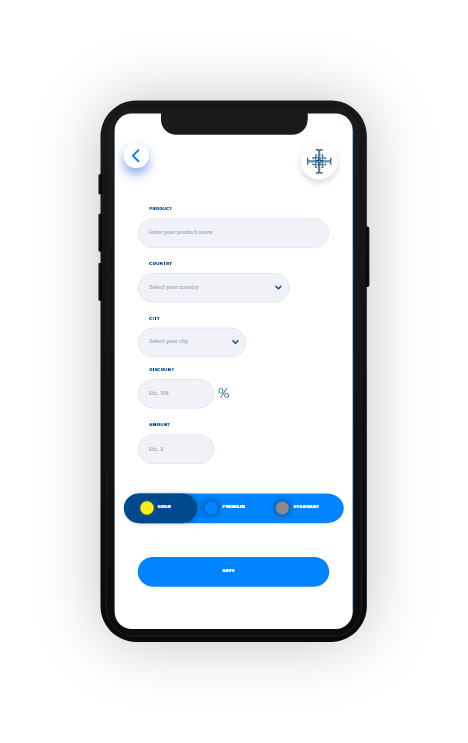 PRODUCT
Enter your product name
COUNTRY
Select your country
CITY
Select your city
DISCOUNT
Ex. 10X %
AMOUNT
Ex. 3
GOLD PREMIUM STANDART
SAVE